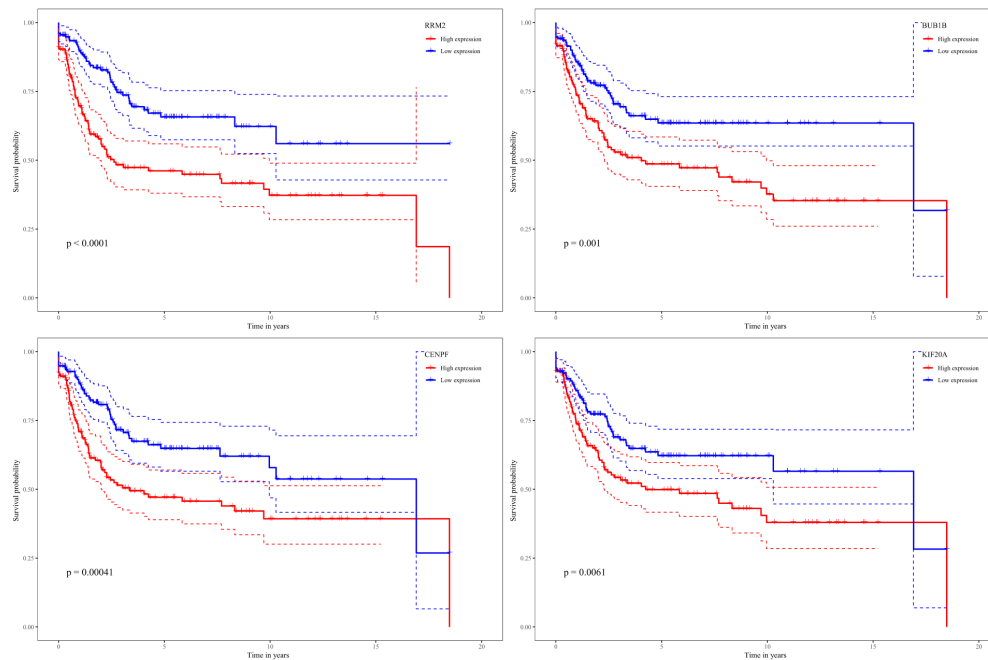 RRM2
High expression
Low expression
Survival probability
1.00
0.75
0.50
0.25
0.00
p < 0.0001
0
5
10
15
20
Time in years
BUB1B
High expression
Low expression
Survival probability
1.00
0.75
0.50
0.25
0.00
p = 0.001
0
5
10
15
20
Time in years
CENPF
High expression
Low expression
Survival probability
1.00
0.75
0.50
0.25
0.00
p = 0.00041
0
5
10
15
20
Time in years
KIF20A
High expression
Low expression
Survival probability
1.00
0.75
0.50
0.25
0.00
p = 0.0061
0
5
10
15
20
Time in years